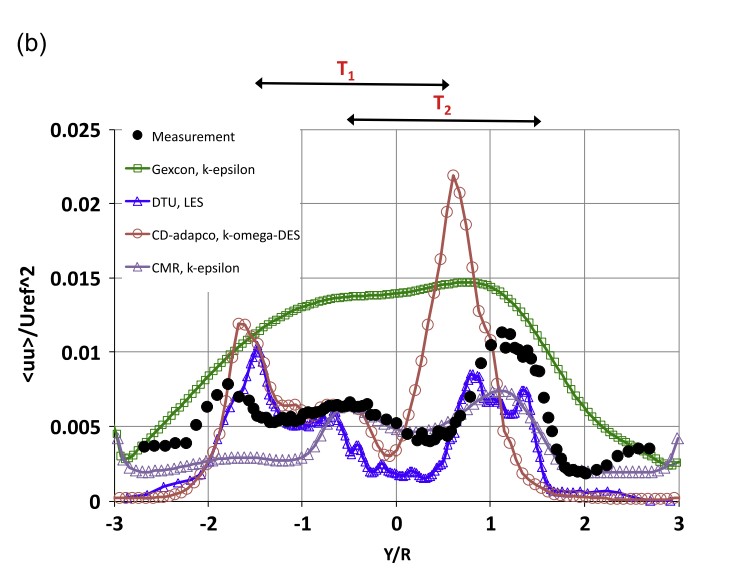 (b)
T1
T2
0.025
0.02
0.015
0.01
0.005
0
<uu>/Uref^2
Measurement
Gexcon, k-epsilon
DTU, LES
CD-adapco, k-omega-DES
CMR, k-epsilon
-3 -2 -1 0 1 2 3
Y/R